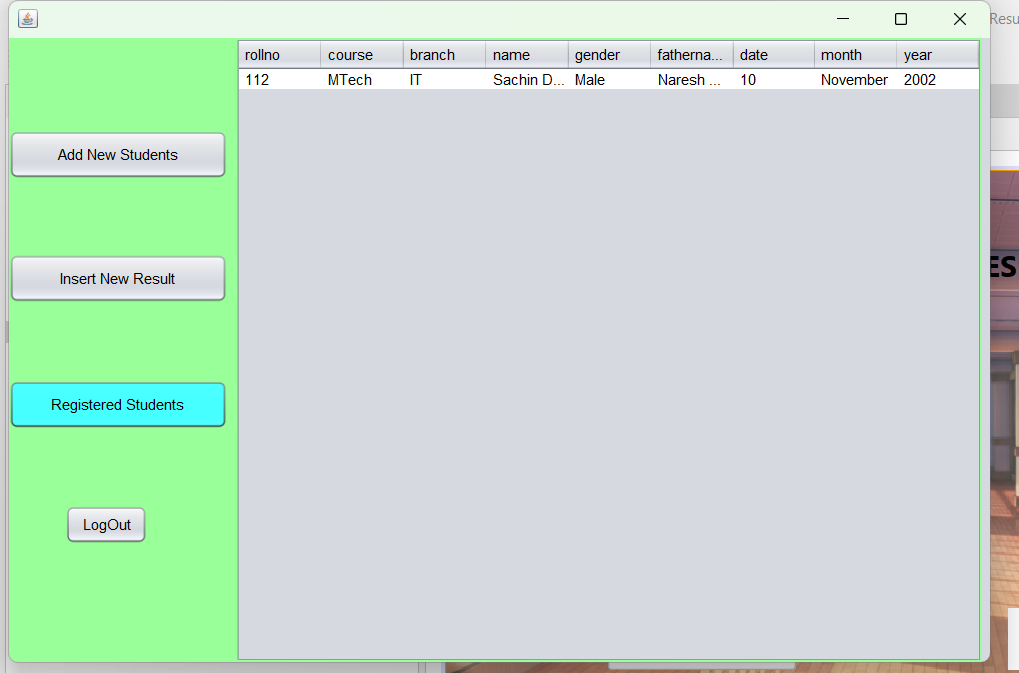 rollno course branch name gender fatherna... date month year
112 MTech IT Sachin D... Male Naresh ... 10 November 2002
Add New Students
Insert New Result
Registered Students
LogOut
Resu
ES